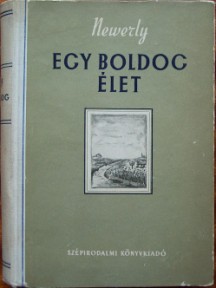 Newerly
EGY BOLDOG
ÉLET
SZÉPIRODALMI KÖNYVKIADÓ